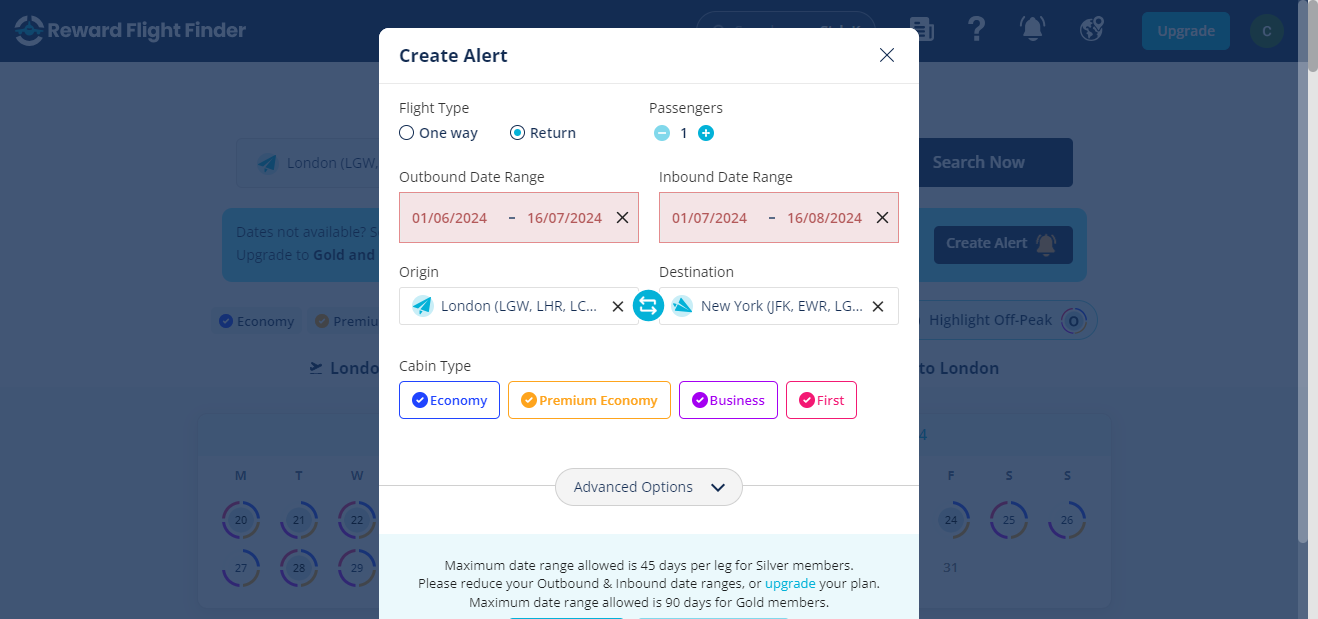 Reward Flight Finder
Ctrl K
Upgrade
C
Create Alert
Flight Type
Passengers
One way
Return
1
London (LGW,
Search Now
Outbound Date Range
Inbound Date Range
01/06/2024 – 16/07/2024
01/07/2024 – 16/08/2024
Dates not available? S
Upgrade to Gold and
Create Alert
Origin
Destination
London (LGW, LHR, LC...
New York (JFK, EWR, LG...
Economy
Premiu
Highlight Off-Peak
Cabin Type
Londo
to London
Economy
Premium Economy
Business
First
4
M T W
F S S
Advanced Options
20 21 22
24 25 26
27 28 29
31
Maximum date range allowed is 45 days per leg for Silver members.
Please reduce your Outbound & Inbound date ranges, or upgrade your plan.
Maximum date range allowed is 90 days for Gold members.